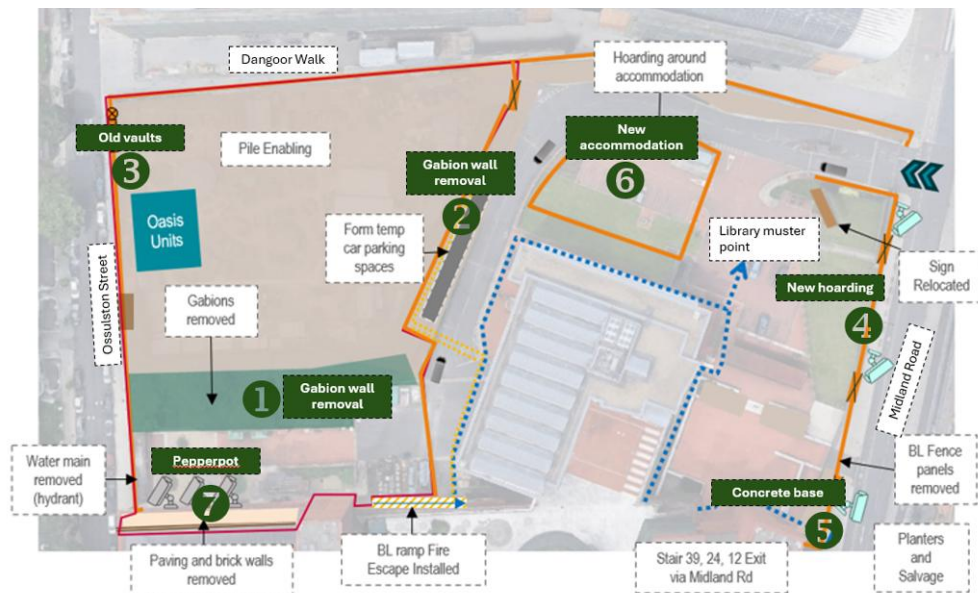 Dangoor Walk
Hoarding around
accommodation
Old vaults
3
Pile Enabling
Gabion wall
removal
2
New
accommodation
6
Oasis
Units
Form temp
car parking
spaces
Library muster
point
Sign
Relocated
New hoarding
4
Ossulston Street
Gabions
removed
Midland Road
1
Gabion wall
removal
Water main
removed
(hydrant)
Pepperpot
7
BL Fence
panels
removed
Concrete base
5
Paving and brick walls
removed
BL ramp Fire
Escape Installed
Stair 39, 24, 12 Exit
via Midland Rd
Planters
and
Salvage